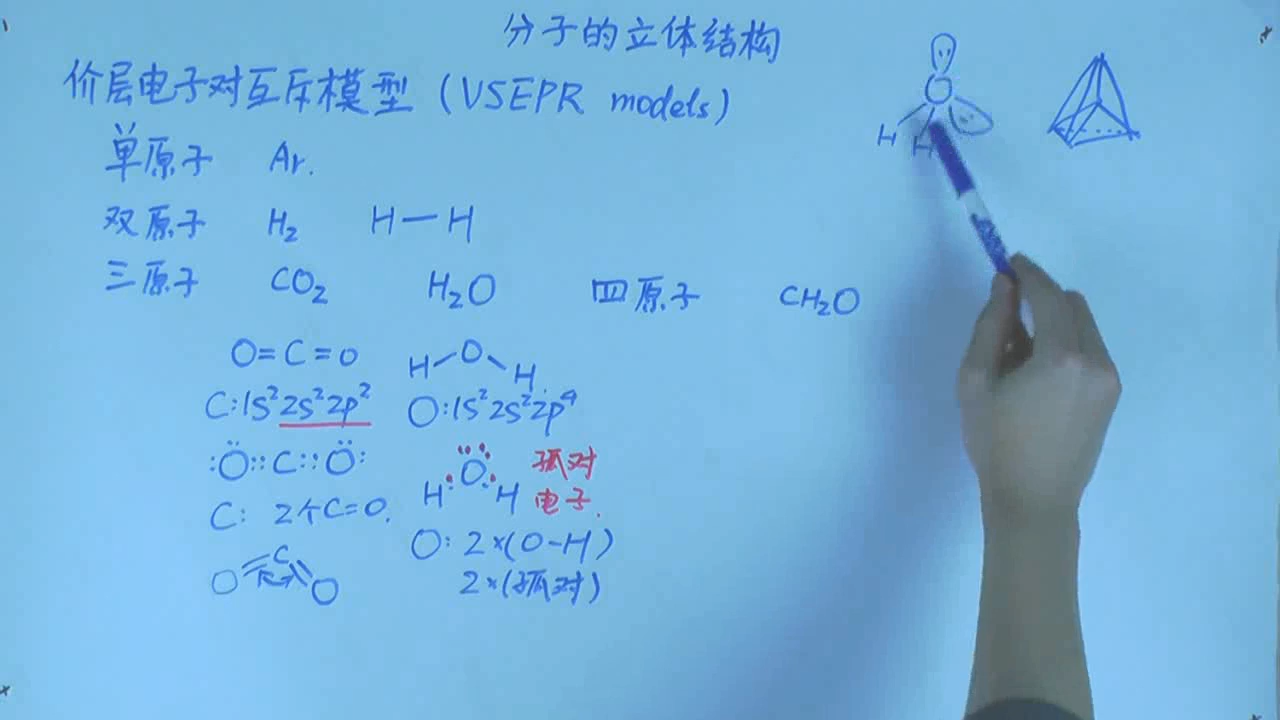 分子的立体结构
价层电子对互斥模型 (VSEPR models)
单原子 Ar.
双原子 H₂ H—H
三原子 CO₂ H₂O 四原子 CH₂O
O=C=O H O H
C:1s²2s²2p² O:1s²2s²2p⁴
:Ö::C::Ö: H:Ö:H 孤对电子.
C: 2个C=O. O: 2×(O-H)
2×(孤对)
O C O
O
H H